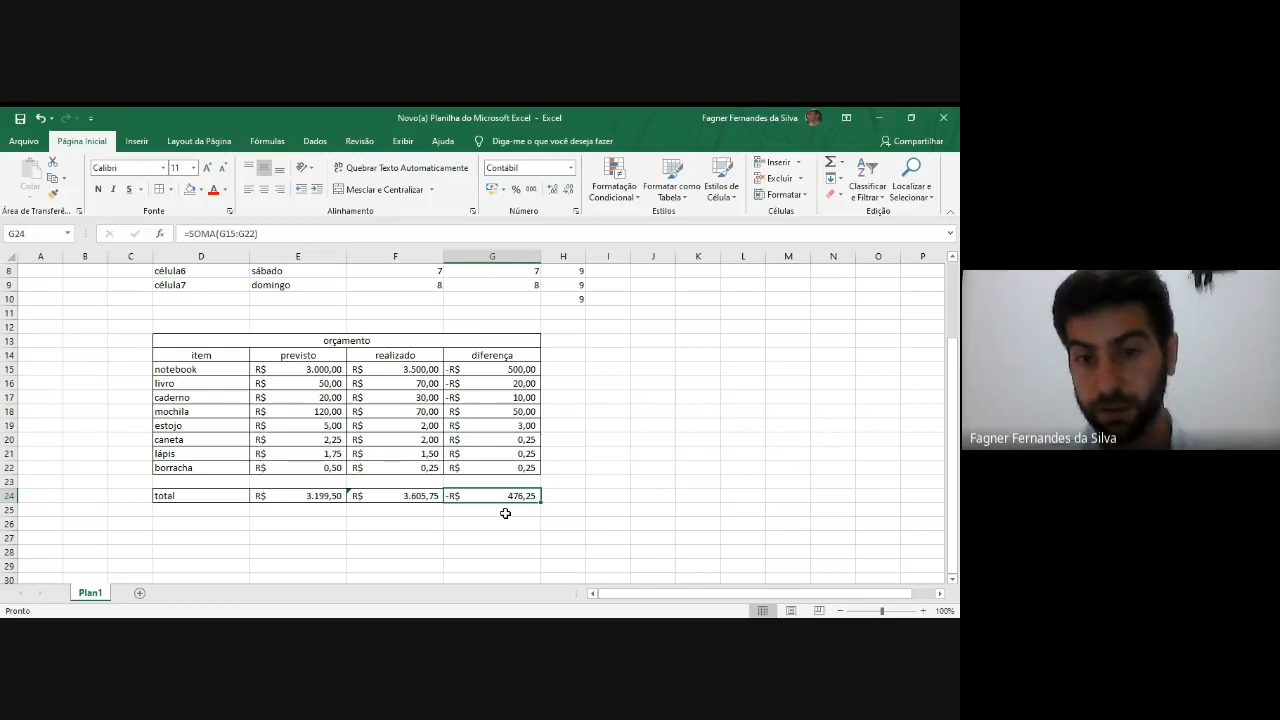 Novo(a) Planilha do Microsoft Excel - Excel
Fagner Fernandes da Silva
Arquivo Página Inicial Inserir Layout da Página Fórmulas Dados Revisão Exibir Ajuda Diga-me o que você deseja fazer Compartilhar
Colar
Calibri 11
N I S
Quebrar Texto Automaticamente
Mesclar e Centralizar
Contábil
% 000
Formatação Condicional
Formatar como Tabela
Estilos de Célula
Inserir
Excluir
Formatar
Classificar e Filtrar
Localizar e Selecionar
Área de Transferê... Fonte Alinhamento Número Estilos Células Edição
G24 fx =SOMA(G15:G22)
A B C D E F G H I J K L M N O P
8 célula6 sábado 7 7 9
9 célula7 domingo 8 8 9
10 9
11
12
13 orçamento
14 item previsto realizado diferença
15 notebook R$ 3.000,00 R$ 3.500,00 -R$ 500,00
16 livro R$ 50,00 R$ 70,00 -R$ 20,00
17 caderno R$ 20,00 R$ 30,00 -R$ 10,00
18 mochila R$ 120,00 R$ 70,00 R$ 50,00
19 estojo R$ 5,00 R$ 2,00 R$ 3,00
20 caneta R$ 2,25 R$ 2,00 R$ 0,25
21 lápis R$ 1,75 R$ 1,50 R$ 0,25
22 borracha R$ 0,50 R$ 0,25 R$ 0,25
23
24 total R$ 3.199,50 R$ 3.605,75 -R$ 476,25
25
26
27
28
29
30
Plan1
Pronto 100%
Fagner Fernandes da Silva